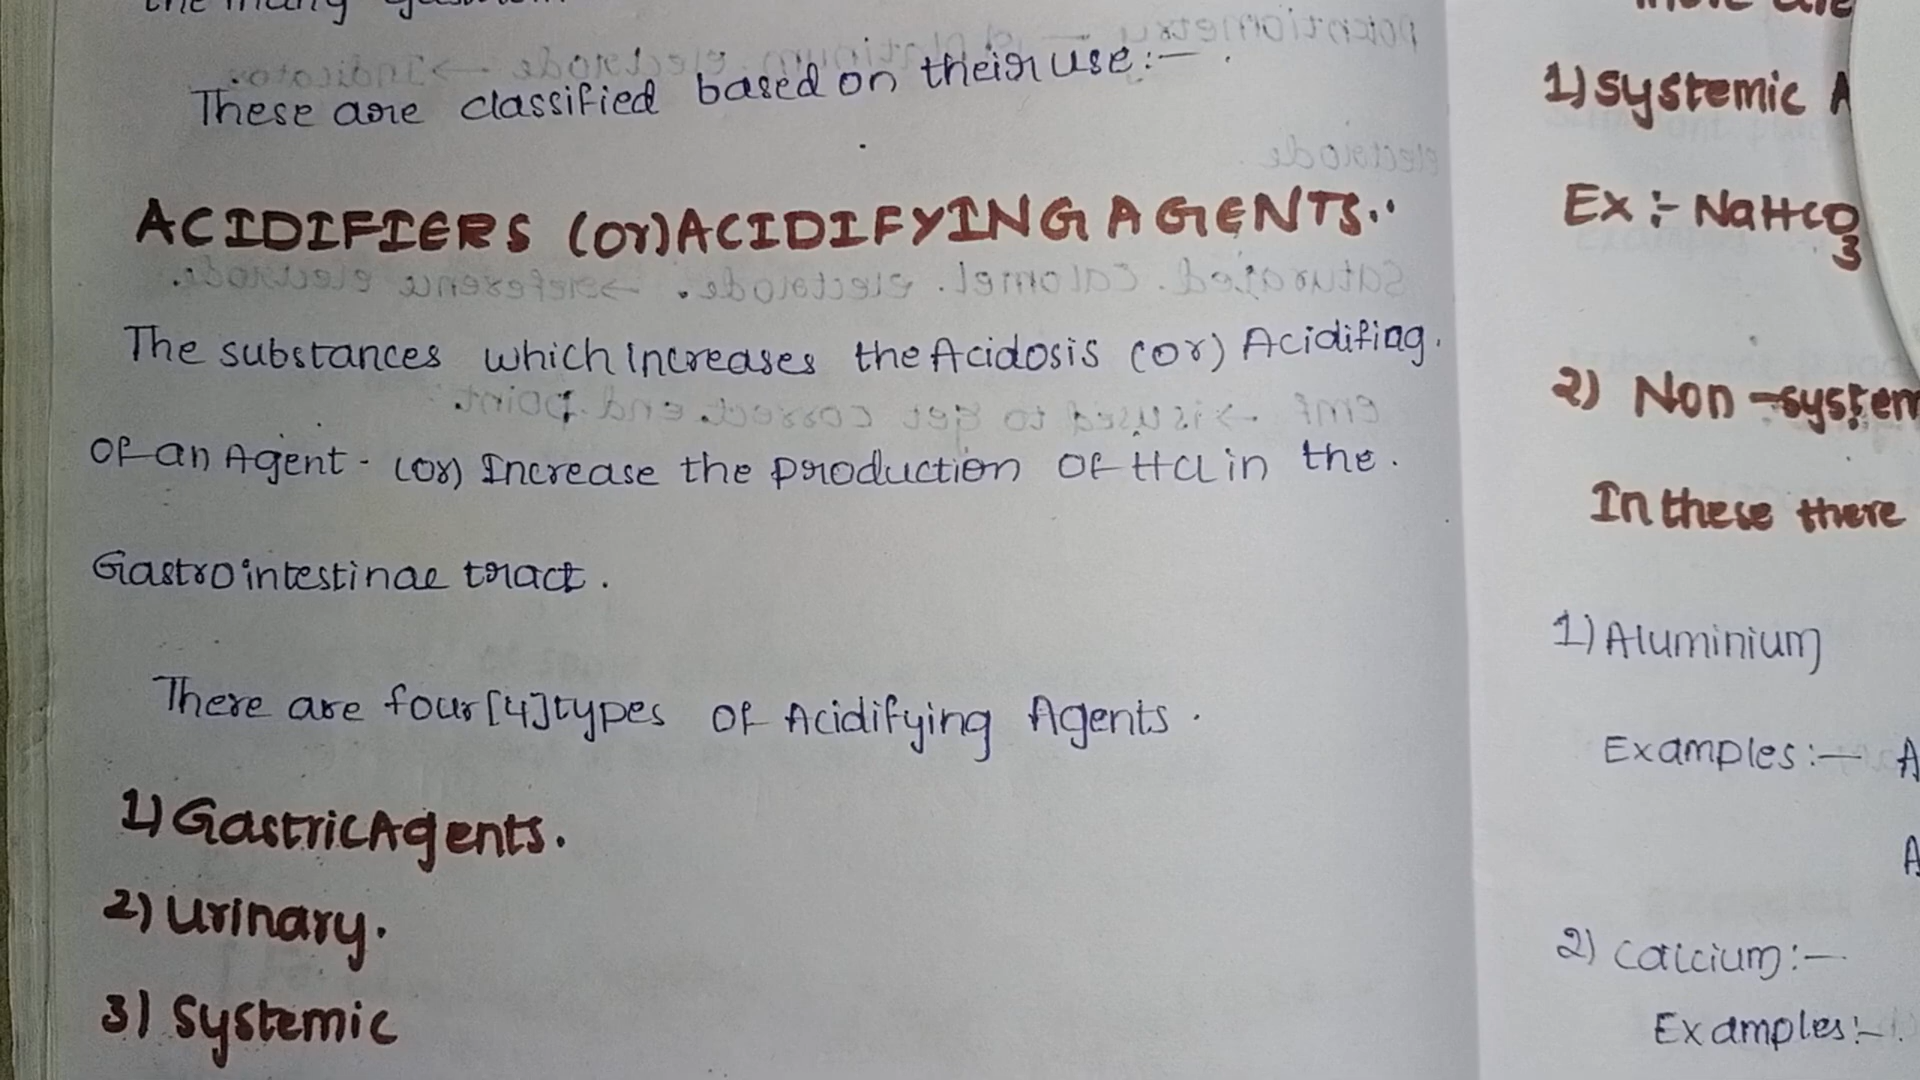 These are classified based on their use:-
ACIDIFIERS (or) ACIDIFYING AGENTS.
The substances which increases the Acidosis (or) Acidifing.
of an Agent - (or) Increase the production of Hcl in the.
Gastrointestinal tract.
There are four [4] types of Acidifying Agents.
1) Gastric Agents.
2) Urinary.
3) Systemic
1) Systemic A
Ex :- NaHCO3
2) Non-system
In these there
1) Aluminium
Examples :- A
A
2) Calcium :-
Examples :-